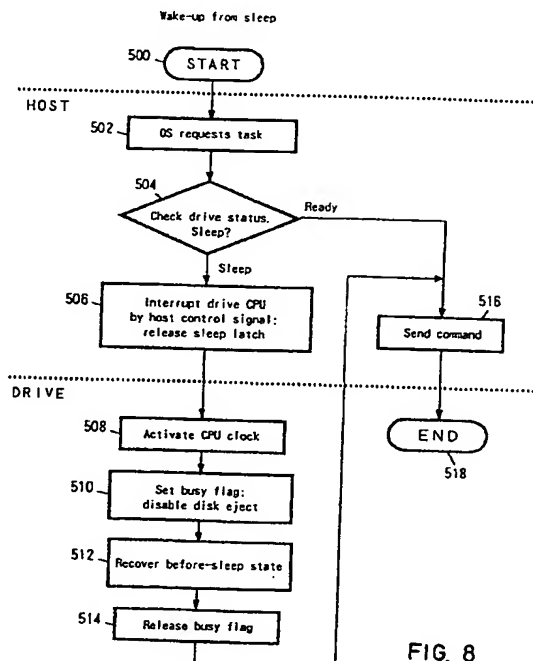 Wake-up from sleep
500
START
HOST
502
OS requests task
504
Check drive status.
Sleep?
Ready
Sleep
506
Interrupt drive CPU
by host control signal:
release sleep latch
516
Send command
DRIVE
508
Activate CPU clock
END
518
510
Set busy flag:
disable disk eject
512
Recover before-sleep state
514
Release busy flag
FIG. 8